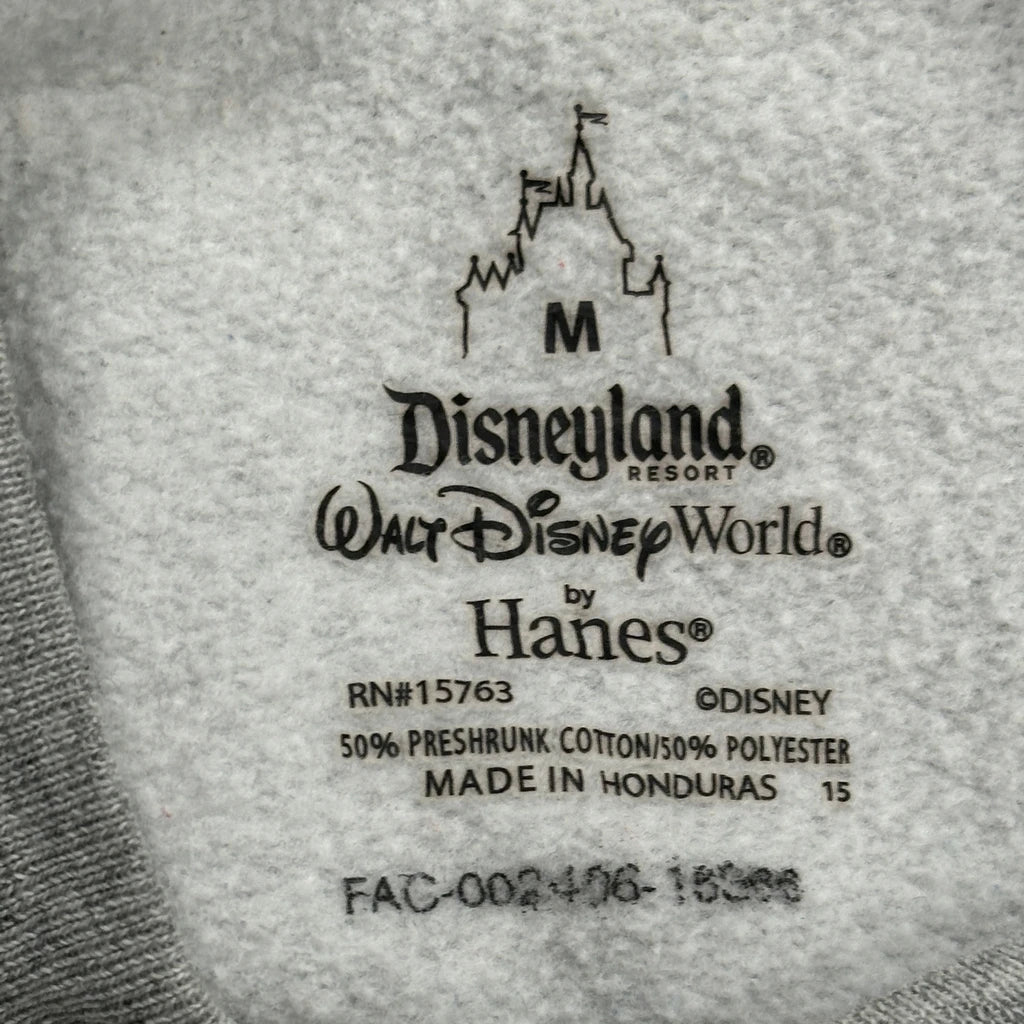 M
Disneyland®
RESORT
WALT DISNEY World®
by
Hanes®
RN#15763 ©DISNEY
50% PRESHRUNK COTTON/50% POLYESTER
MADE IN HONDURAS 15